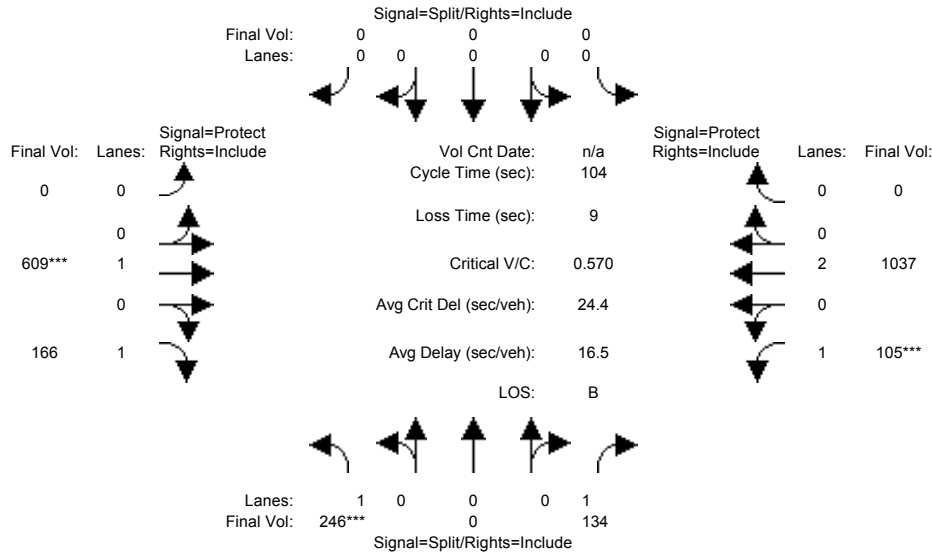 Signal=Split/Rights=Include
Final Vol: 0 0 0
Lanes: 0 0 0 0 0
Signal=Protect Signal=Protect
Final Vol: Lanes: Rights=Include Vol Cnt Date: n/a Rights=Include Lanes: Final Vol:
Cycle Time (sec): 104
0 0 0 0
Loss Time (sec): 9
0 0
609*** 1 Critical V/C: 0.570 2 1037
0 Avg Crit Del (sec/veh): 24.4 0
166 1 Avg Delay (sec/veh): 16.5 1 105***
LOS: B
Lanes: 1 0 0 0 1
Final Vol: 246*** 0 134
Signal=Split/Rights=Include